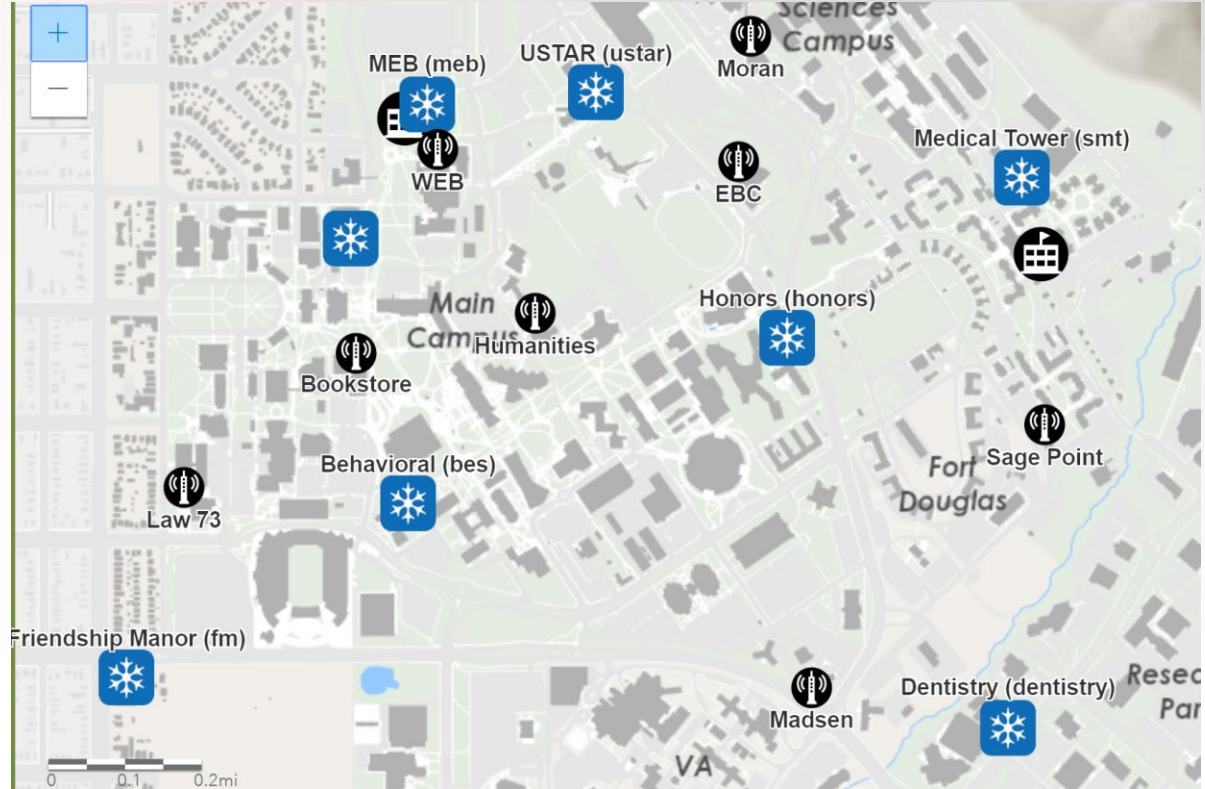 +
Sciences
Campus
USTAR (ustar)
MEB (meb)
Moran
−
Medical Tower (smt)
WEB
EBC
Honors (honors)
Main
Campus
Humanities
Bookstore
Behavioral (bes)
Fort
Douglas
Sage Point
Law 73
Friendship Manor (fm)
Dentistry (dentistry)
Resea
Par
Madsen
VA
0 0.1 0.2mi